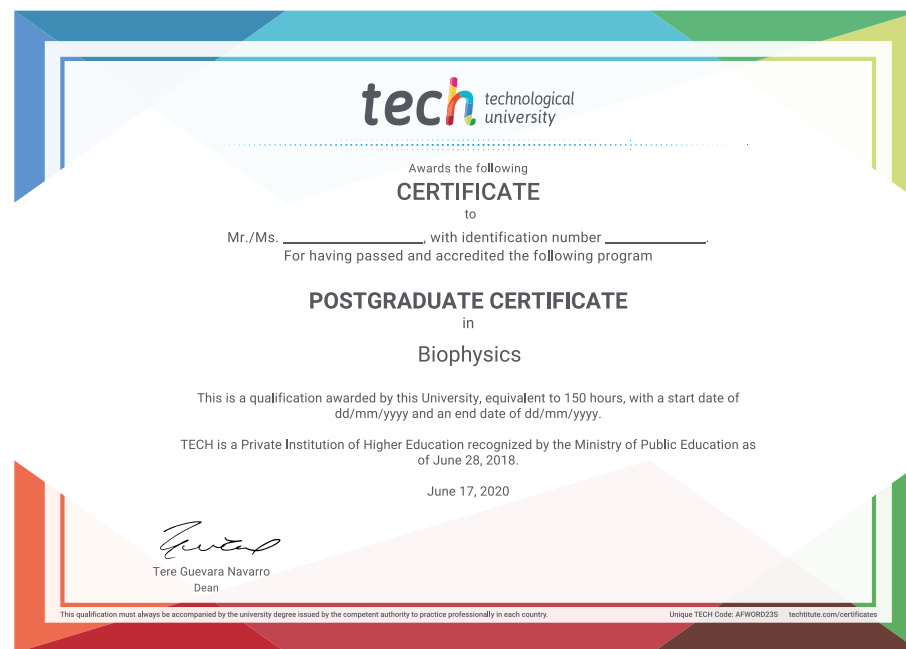 tech technological
university
Awards the following
CERTIFICATE
to
Mr./Ms. ____________________, with identification number ______________.
For having passed and accredited the following program
POSTGRADUATE CERTIFICATE
in
Biophysics
This is a qualification awarded by this University, equivalent to 150 hours, with a start date of
dd/mm/yyyy and an end date of dd/mm/yyyy.
TECH is a Private Institution of Higher Education recognized by the Ministry of Public Education as
of June 28, 2018.
June 17, 2020
Tere Guevara Navarro
Dean
This qualification must always be accompanied by the university degree issued by the competent authority to practice professionally in each country. Unique TECH Code: AFWORD23S techtitute.com/certificates